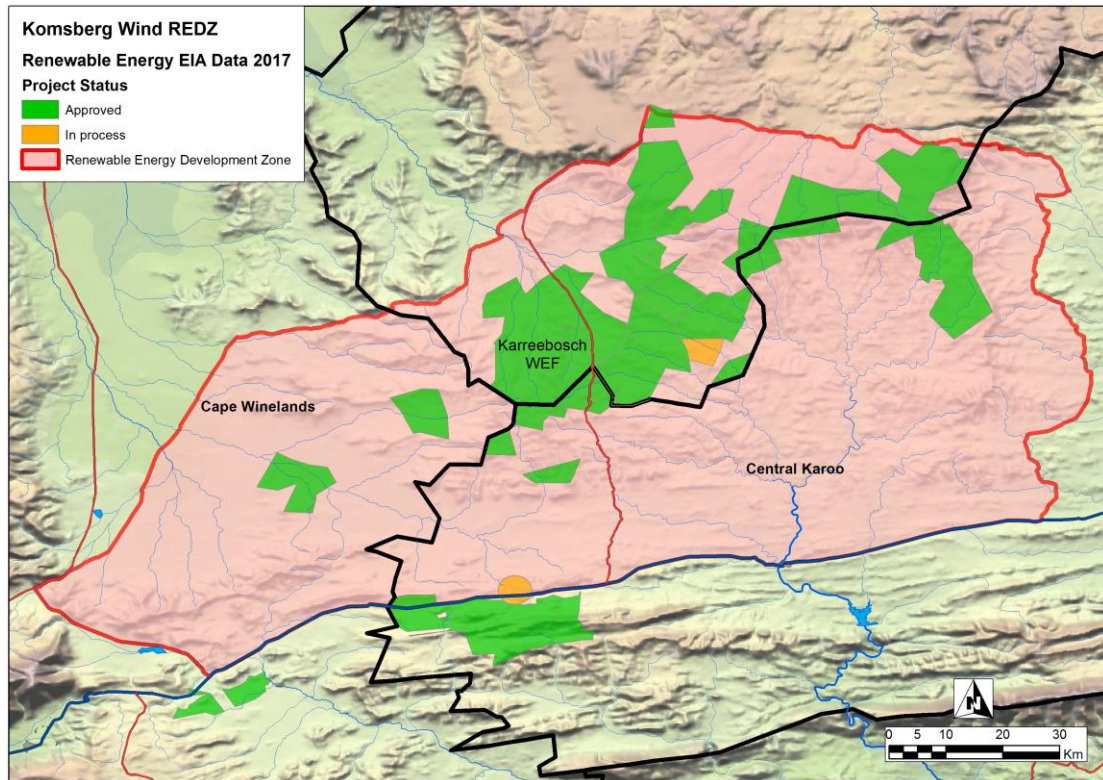 Komsberg Wind REDZ
Renewable Energy EIA Data 2017
Project Status
Approved
In process
Renewable Energy Development Zone
Karreebosch
WEF
Cape Winelands
Central Karoo
N
0 5 10 20 30
Km